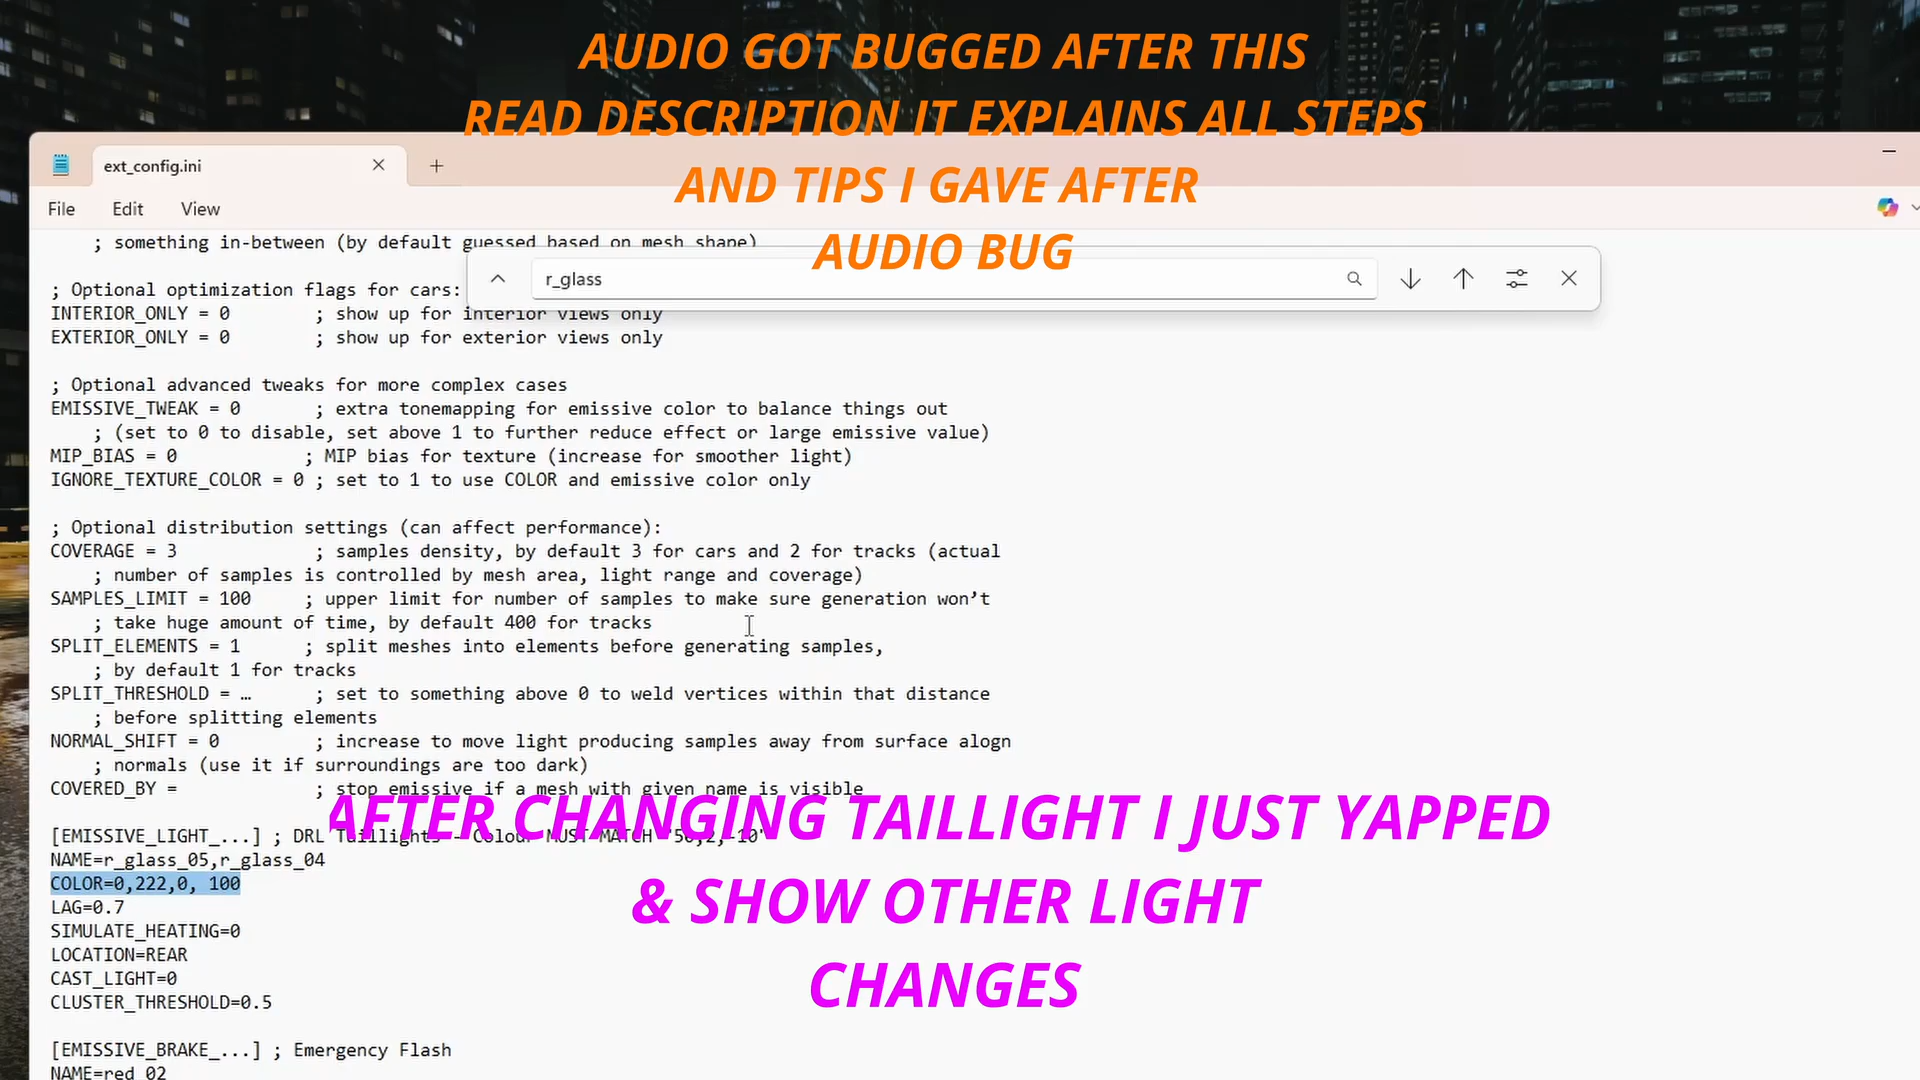 AUDIO GOT BUGGED AFTER THIS
READ DESCRIPTION IT EXPLAINS ALL STEPS
AND TIPS I GAVE AFTER
AUDIO BUG
ext_config.ini
File Edit View
r_glass
; something in-between (by default guessed based on mesh shape)
; Optional optimization flags for cars:
INTERIOR_ONLY = 0 ; show up for interior views only
EXTERIOR_ONLY = 0 ; show up for exterior views only
; Optional advanced tweaks for more complex cases
EMISSIVE_TWEAK = 0 ; extra tonemapping for emissive color to balance things out
; (set to 0 to disable, set above 1 to further reduce effect or large emissive value)
MIP_BIAS = 0 ; MIP bias for texture (increase for smoother light)
IGNORE_TEXTURE_COLOR = 0 ; set to 1 to use COLOR and emissive color only
; Optional distribution settings (can affect performance):
COVERAGE = 3 ; samples density, by default 3 for cars and 2 for tracks (actual
; number of samples is controlled by mesh area, light range and coverage)
SAMPLES_LIMIT = 100 ; upper limit for number of samples to make sure generation won’t
; take huge amount of time, by default 400 for tracks
SPLIT_ELEMENTS = 1 ; split meshes into elements before generating samples,
; by default 1 for tracks
SPLIT_THRESHOLD = … ; set to something above 0 to weld vertices within that distance
; before splitting elements
NORMAL_SHIFT = 0 ; increase to move light producing samples away from surface alogn
; normals (use it if surroundings are too dark)
COVERED_BY = ; stop emissive if a mesh with given name is visible
[EMISSIVE_LIGHT_...] ; DRL Taillights - Colour MUST MATCH
AFTER CHANGING TAILLIGHT I JUST YAPPED
& SHOW OTHER LIGHT
CHANGES
NAME=r_glass_05,r_glass_04
COLOR=0,222,0, 100
LAG=0.7
SIMULATE_HEATING=0
LOCATION=REAR
CAST_LIGHT=0
CLUSTER_THRESHOLD=0.5
[EMISSIVE_BRAKE_...] ; Emergency Flash
NAME=red_02